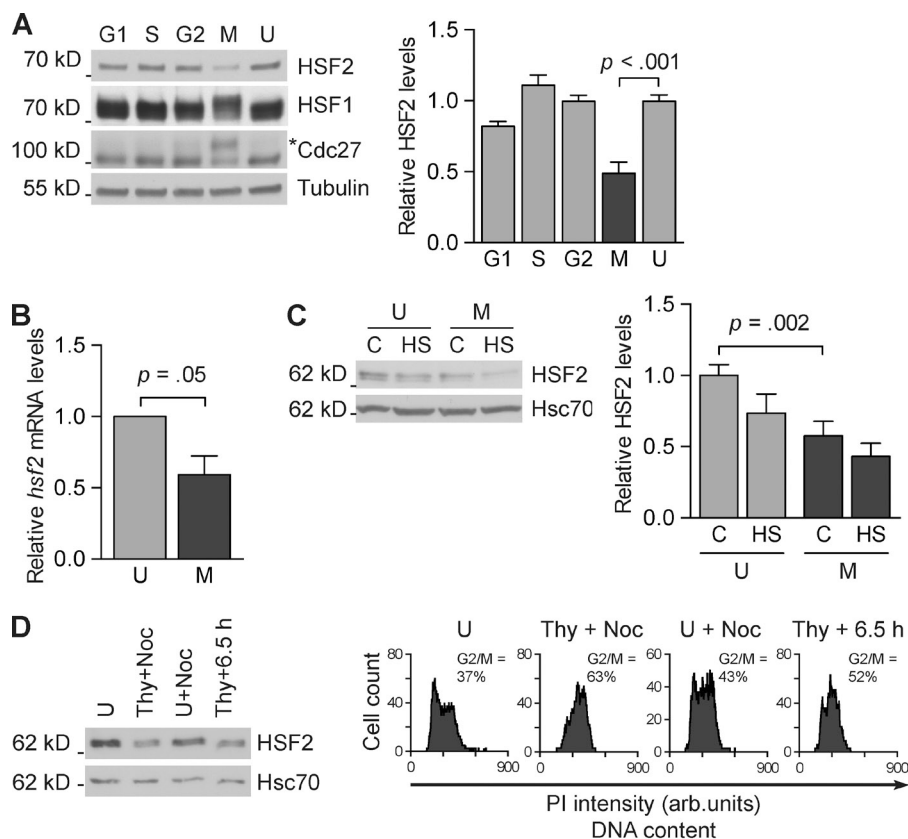 A
G1 S G2 M U
70 kD HSF2
70 kD HSF1
100 kD *Cdc27
55 kD Tubulin
Relative HSF2 levels
1.5
1.0
0.5
0.0
p < .001
G1 S G2 M U
B
Relative hsf2 mRNA levels
1.5
1.0
0.5
0.0
p = .05
U M
C
U M
C HS C HS
62 kD HSF2
62 kD Hsc70
Relative HSF2 levels
1.5
1.0
0.5
0.0
p = .002
C HS C HS
U M
D
U Thy+Noc U+Noc Thy+6.5 h
62 kD HSF2
62 kD Hsc70
U Thy + Noc U + Noc Thy + 6.5 h
Cell count
80
40
0
0 900
G2/M =
37%
80
40
0
0 900
G2/M =
63%
60
40
20
0
0 900
G2/M =
43%
80
40
0
0 900
G2/M =
52%
PI intensity (arb.units)
DNA content